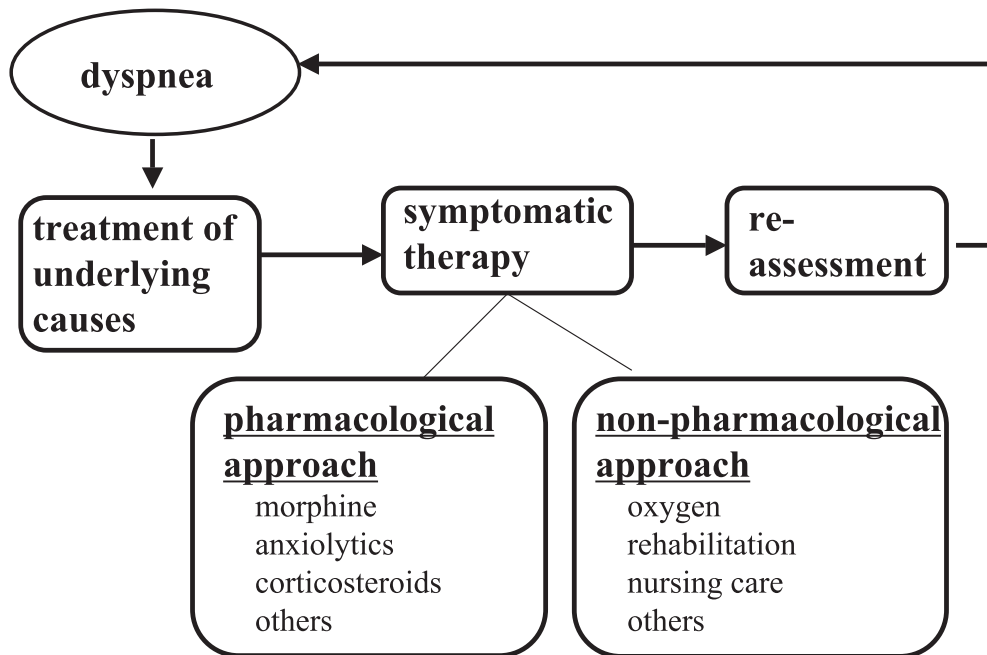 dyspnea
treatment of
underlying
causes
symptomatic
therapy
re-
assessment
pharmacological
approach
morphine
anxiolytics
corticosteroids
others
non-pharmacological
approach
oxygen
rehabilitation
nursing care
others